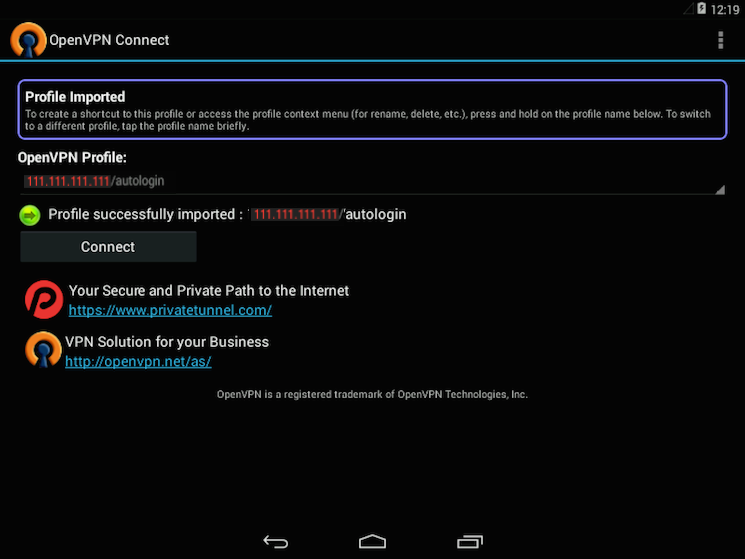 12:19
OpenVPN Connect
Profile Imported
To create a shortcut to this profile or access the profile context menu (for rename, delete, etc.), press and hold on the profile name below. To switch
to a different profile, tap the profile name briefly.
OpenVPN Profile:
111.111.111.111/autologin
Profile successfully imported : 111.111.111.111/autologin
Connect
Your Secure and Private Path to the Internet
https://www.privatetunnel.com/
VPN Solution for your Business
http://openvpn.net/as/
OpenVPN is a registered trademark of OpenVPN Technologies, Inc.